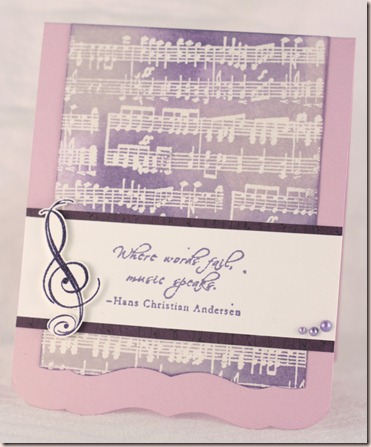 Where words fail,
music speaks.
–Hans Christian Andersen